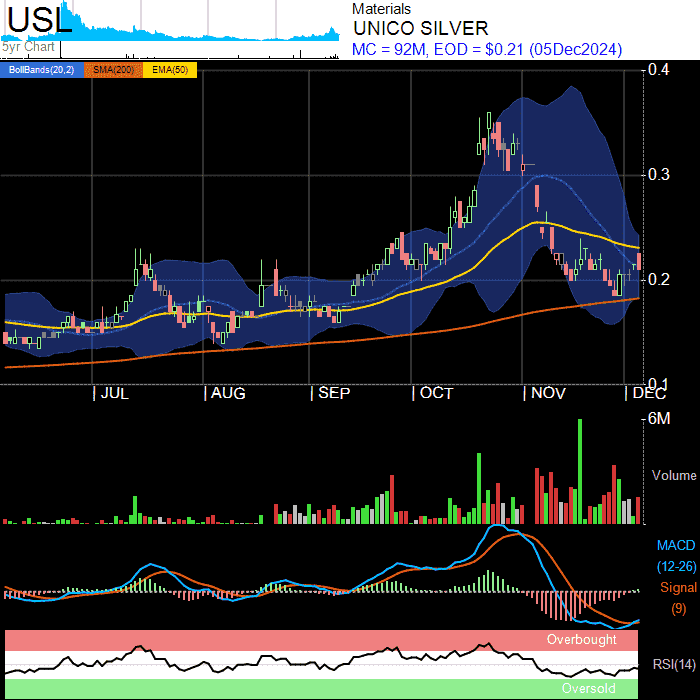 USL
5yr Chart
Materials
UNICO SILVER
MC = 92M, EOD = $0.21 (05Dec2024)
BollBands(20,2) SMA(200) EMA(50)
0.4
0.3
0.2
0.1
JUL AUG SEP OCT NOV DEC
6M
Volume
MACD
(12-26)
Signal
(9)
Overbought
RSI(14)
Oversold